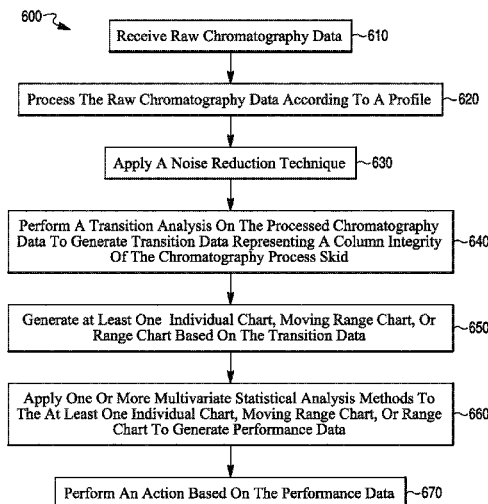 600
Receive Raw Chromatography Data
610
Process The Raw Chromatography Data According To A Profile
620
Apply A Noise Reduction Technique
630
Perform A Transition Analysis On The Processed Chromatography
Data To Generate Transition Data Representing A Column Integrity
Of The Chromatography Process Skid
640
Generate at Least One Individual Chart, Moving Range Chart, Or
Range Chart Based On The Transition Data
650
Apply One Or More Multivariate Statistical Analysis Methods To
The At Least One Individual Chart, Moving Range Chart, Or Range
Chart To Generate Performance Data
660
Perform An Action Based On The Performance Data
670